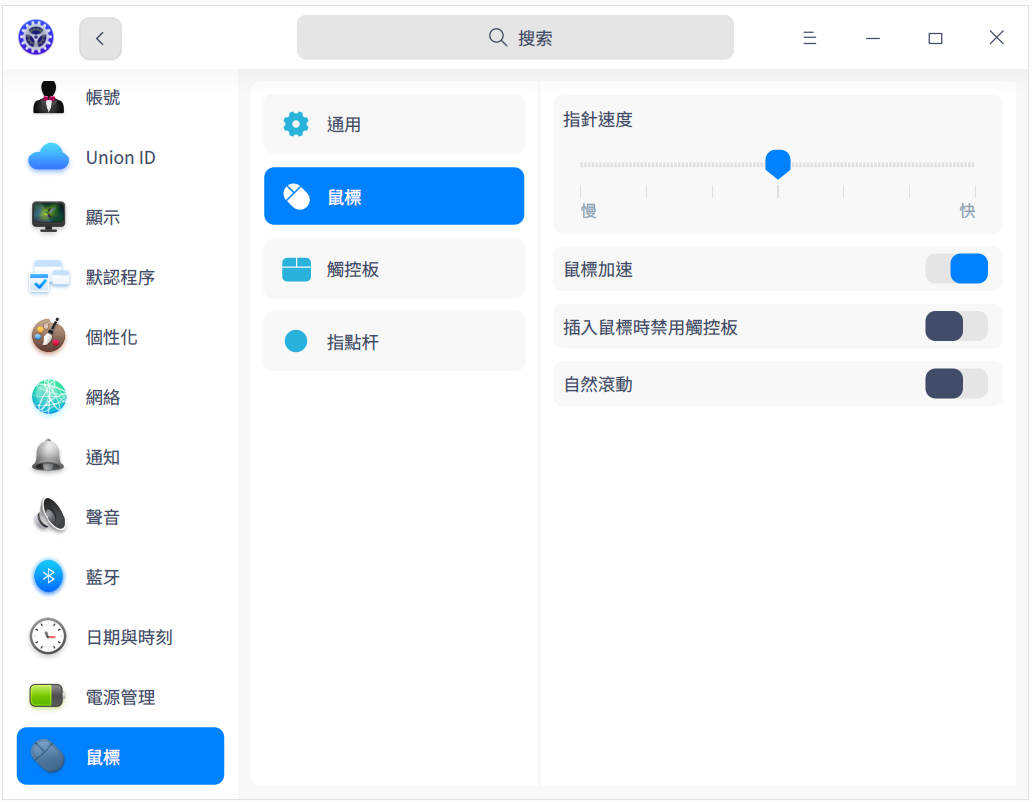 搜索
帳號
Union ID
顯示
默認程序
個性化
網絡
通知
聲音
藍牙
日期與時刻
電源管理
鼠標
通用
鼠標
觸控板
指點杆
指針速度
慢 快
鼠標加速
插入鼠標時禁用觸控板
自然滾動